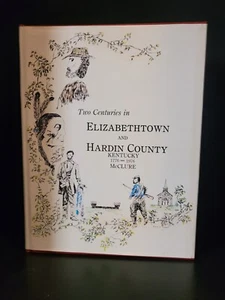 Two Centuries in
ELIZABETHTOWN
AND
HARDIN COUNTY
KENTUCKY
1776-1976
McCLURE